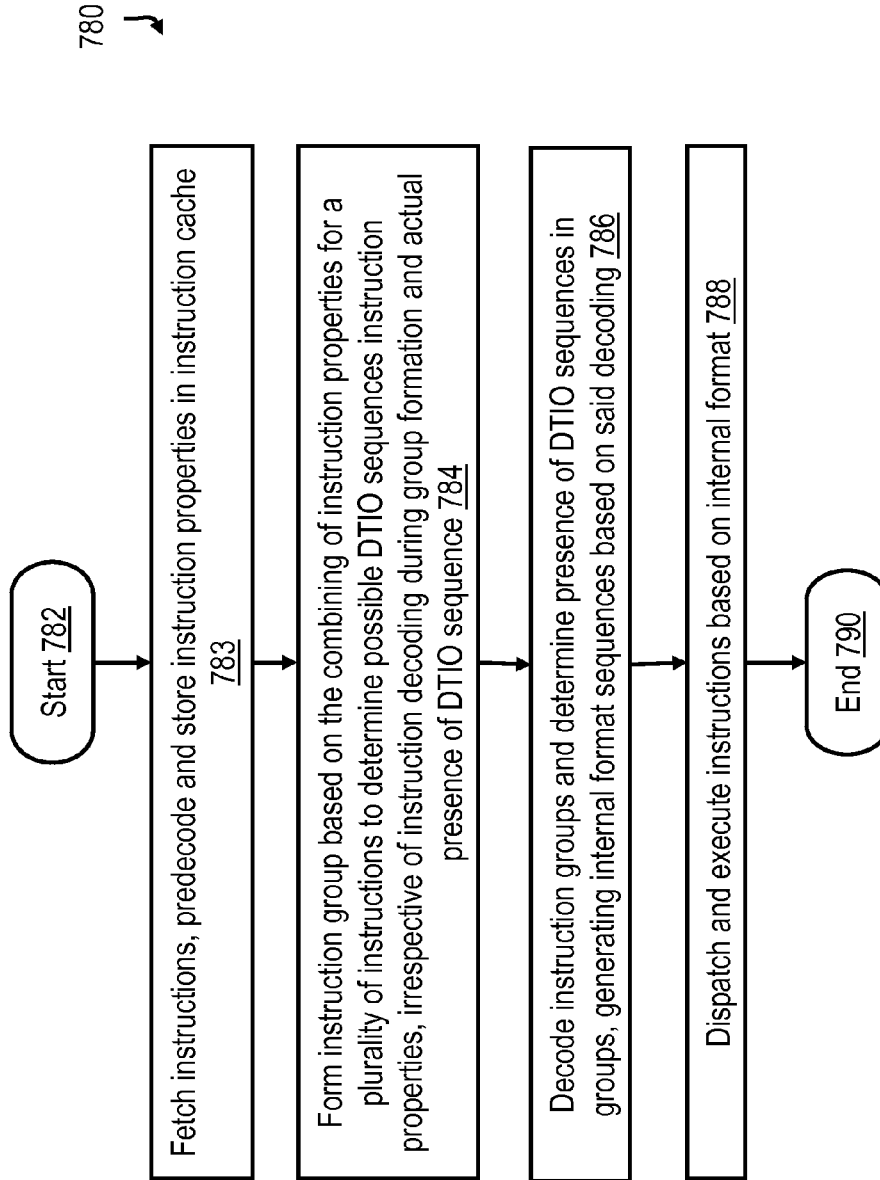 780
Start 782
Fetch instructions, predecode and store instruction properties in instruction cache
783
Form instruction group based on the combining of instruction properties for a
plurality of instructions to determine possible DTIO sequences instruction
properties, irrespective of instruction decoding during group formation and actual
presence of DTIO sequence 784
Decode instruction groups and determine presence of DTIO sequences in
groups, generating internal format sequences based on said decoding 786
Dispatch and execute instructions based on internal format 788
End 790